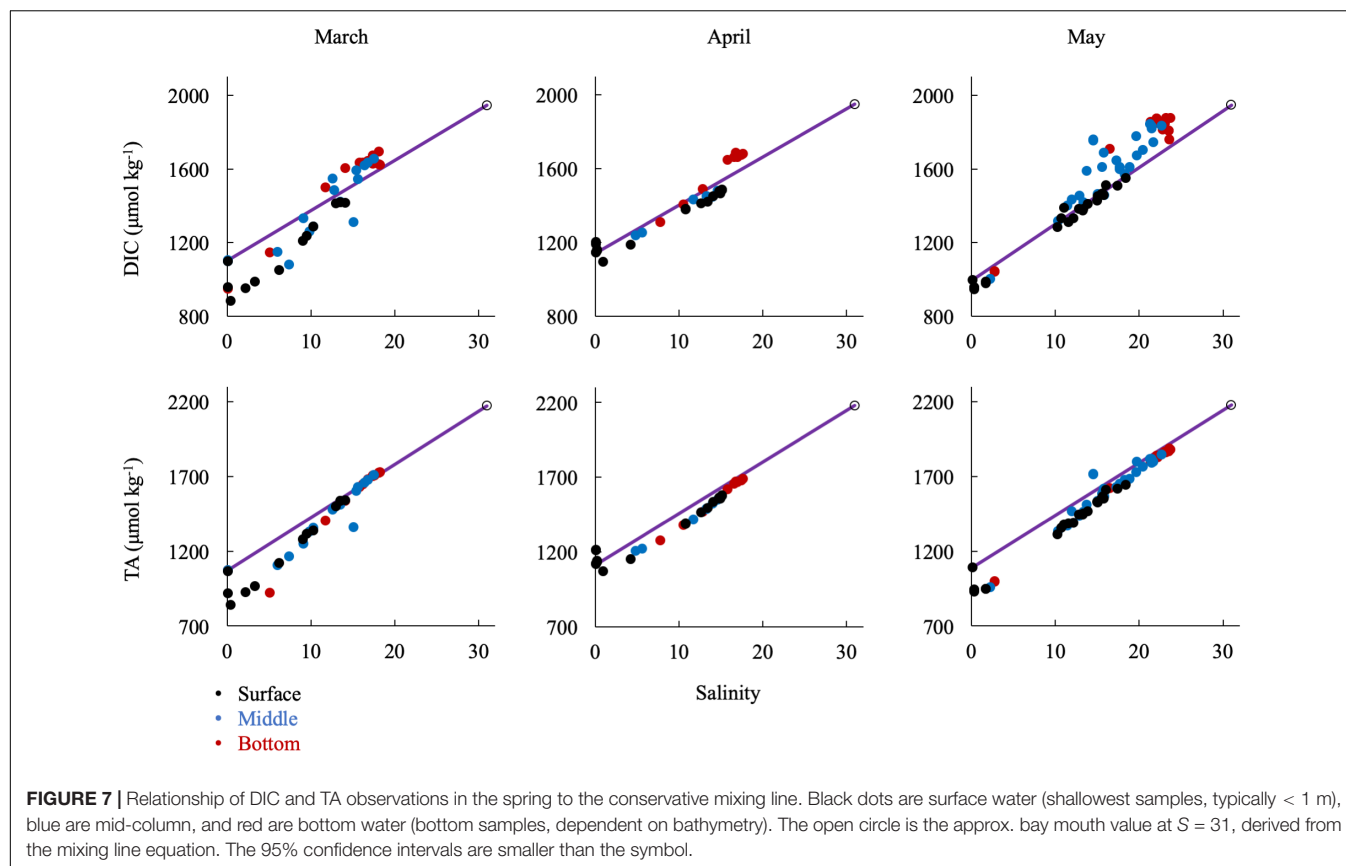 March April May
2000 2000 2000
1600 1600 1600
1200 1200 1200
800 800 800
DIC (µmol kg⁻¹)
0 10 20 30 0 10 20 30 0 10 20 30
2200 2200 2200
1700 1700 1700
1200 1200 1200
700 700 700
TA (µmol kg⁻¹)
0 10 20 30 0 10 20 30 0 10 20 30
Salinity
• Surface
• Middle
• Bottom
FIGURE 7 | Relationship of DIC and TA observations in the spring to the conservative mixing line. Black dots are surface water (shallowest samples, typically < 1 m),
blue are mid-column, and red are bottom water (bottom samples, dependent on bathymetry). The open circle is the approx. bay mouth value at S = 31, derived from
the mixing line equation. The 95% confidence intervals are smaller than the symbol.